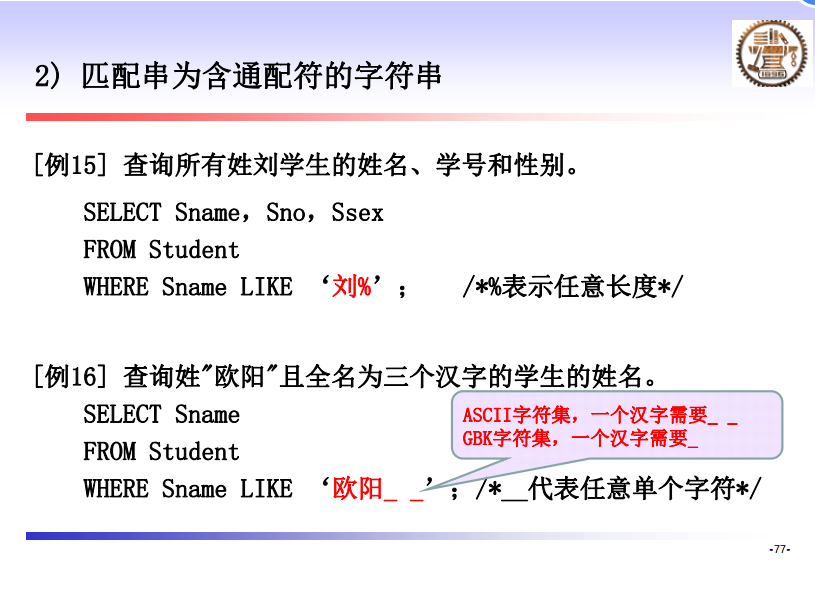 2) 匹配串为含通配符的字符串
1896
[例15] 查询所有姓刘学生的姓名、学号和性别。
SELECT Sname，Sno，Ssex
FROM Student
WHERE Sname LIKE ‘刘%’； /*%表示任意长度*/
[例16] 查询姓"欧阳"且全名为三个汉字的学生的姓名。
SELECT Sname
FROM Student
WHERE Sname LIKE ‘欧阳_ _’；/*__代表任意单个字符*/
ASCII字符集，一个汉字需要_ _
GBK字符集，一个汉字需要_
-77-